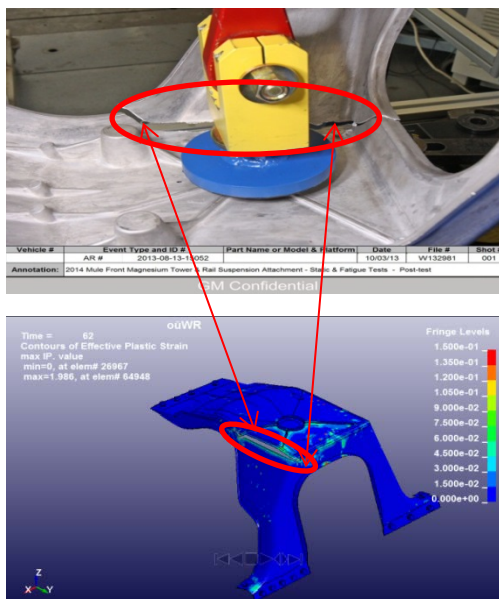 Vehicle # Event Type and ID # Part Name or Model & Platform Date File # Shot #
AR # 2013-08-13-15052 10/03/13 W132981 001
Annotation: 2014 Mule Front Magnesium Tower & Rail Suspension Attachment - Static & Fatigue Tests - Post-test
GM Confidential
Time = 62
Contours of Effective Plastic Strain
max IP. value
min=0, at elem# 26967
max=1.986, at elem# 64948
Fringe Levels
1.500e-01
1.350e-01
1.200e-01
1.050e-01
9.000e-02
7.500e-02
6.000e-02
4.500e-02
3.000e-02
1.500e-02
0.000e+00
Z
X Y